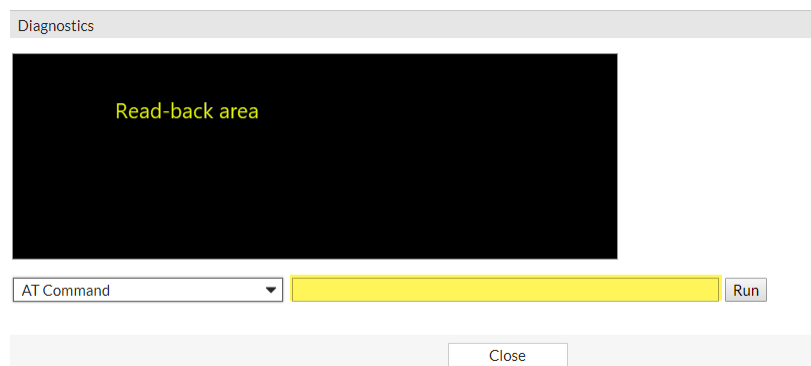 Diagnostics
Read-back area
AT Command
Run
Close